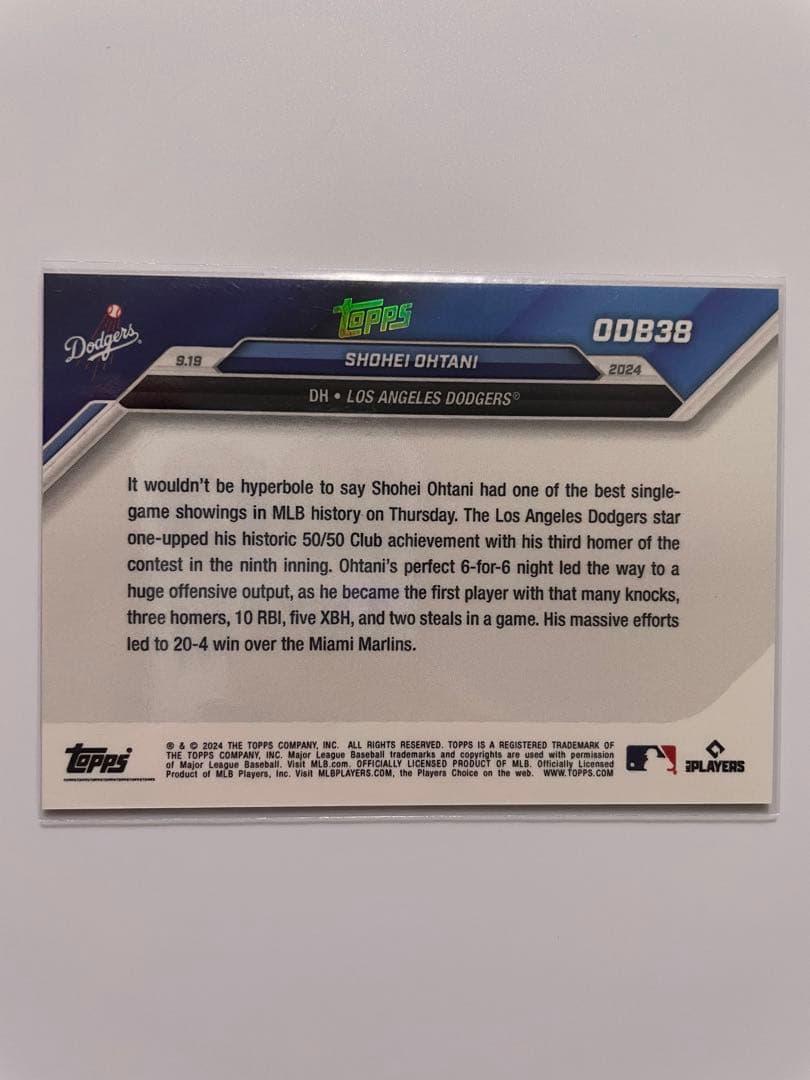 Dodgers
TOPPS
ODB38
9.19
SHOHEI OHTANI
2024
DH • LOS ANGELES DODGERS®
It wouldn't be hyperbole to say Shohei Ohtani had one of the best single-
game showings in MLB history on Thursday. The Los Angeles Dodgers star
one-upped his historic 50/50 Club achievement with his third homer of the
contest in the ninth inning. Ohtani's perfect 6-for-6 night led the way to a
huge offensive output, as he became the first player with that many knocks,
three homers, 10 RBI, five XBH, and two steals in a game. His massive efforts
led to 20-4 win over the Miami Marlins.
TOPPS
® & © 2024 THE TOPPS COMPANY, INC. ALL RIGHTS RESERVED. TOPPS IS A REGISTERED TRADEMARK OF
THE TOPPS COMPANY, INC. Major League Baseball trademarks and copyrights are used with permission
of Major League Baseball. Visit MLB.com. OFFICIALLY LICENSED PRODUCT OF MLB. Officially Licensed
Product of MLB Players, Inc. Visit MLBPLAYERS.COM, the Players Choice on the web. WWW.TOPPS.COM
MLB PLAYERS